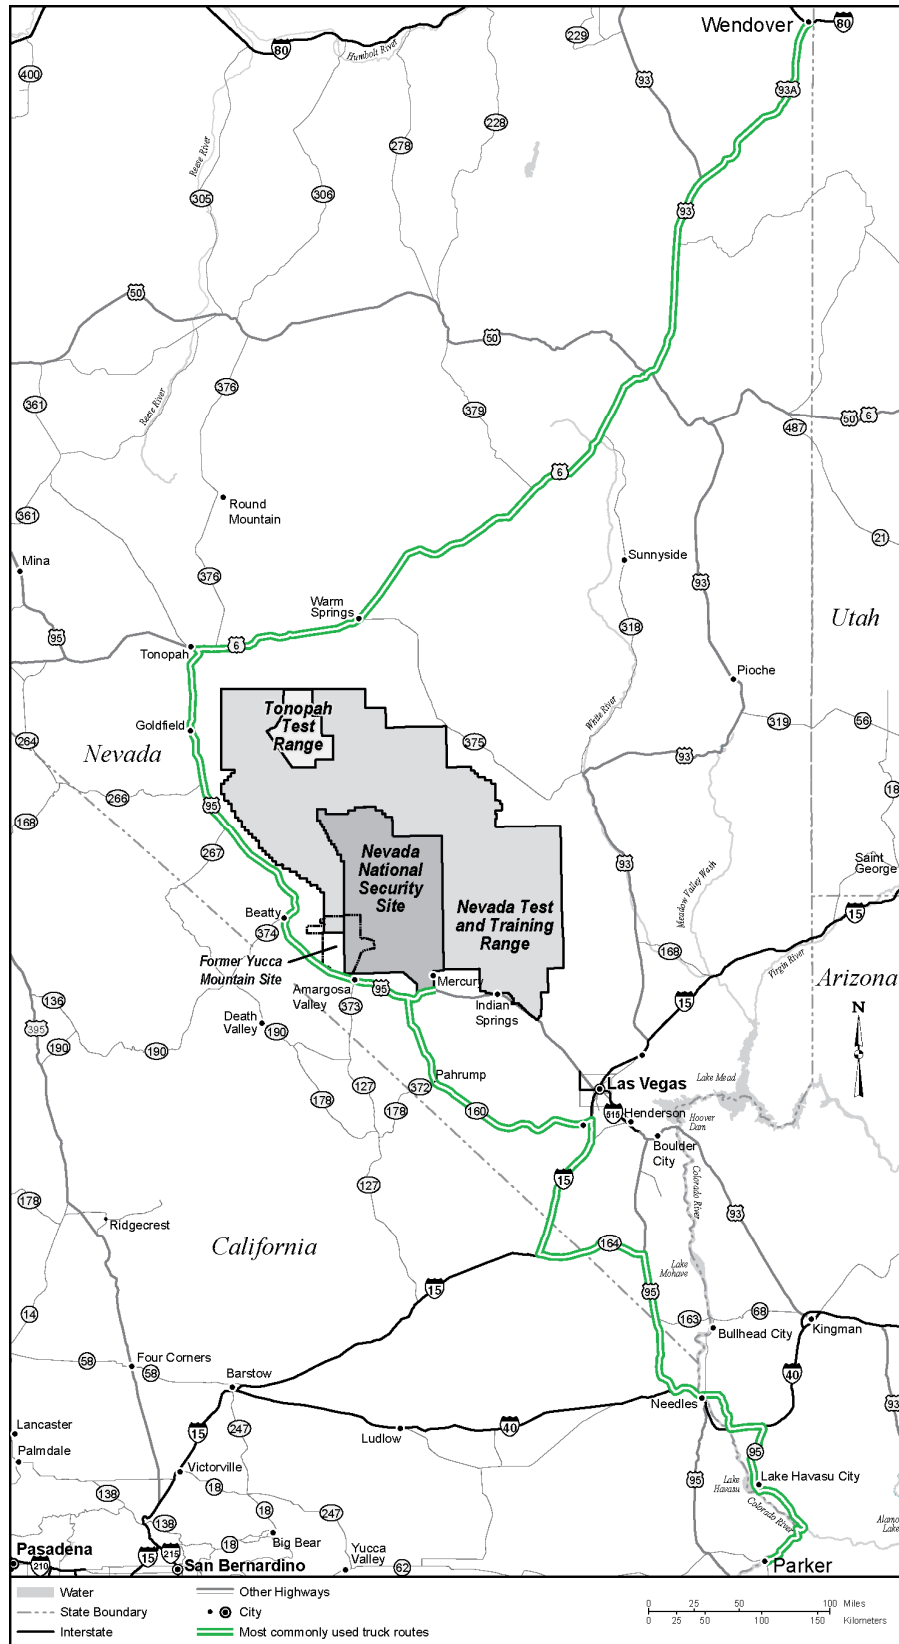 Wendover
80
80
229
Humbolt River
400
93
93A
228
278
Reese River
305
306
93
50
50
376
361
Reese River
379
50
6
487
6
Round
Mountain
361
21
Sunnyside
Mina
376
93
Warm
Springs
Utah
318
95
6
Tonopah
Pioche
Tonopah
Test
Range
White River
319
56
Goldfield
264
375
93
Nevada
266
95
18
168
267
Nevada
National
Security
Site
93
Saint
George
Meadow Valley Wash
Nevada Test
and Training
Range
Beatty
15
374
168
Former Yucca
Mountain Site
Virgin River
Mercury
Arizona
Amargosa
Valley
95
136
373
Indian
Springs
15
N
395
Death
Valley
190
190
190
Pahrump
Lake Mead
Las Vegas
127
372
178
178
160
515
Henderson
Hoover
Dam
Boulder
City
15
127
Colorado River
178
Ridgecrest
93
California
164
Lake
Mohave
15
95
14
163
68
Bullhead City
Kingman
58
Four Corners
58
Barstow
40
Needles
93
Lancaster
15
247
Ludlow
40
Palmdale
95
Victorville
95
Lake Havasu City
Lake
Havasu
138
18
18
247
Colorado River
138
Big Bear
Alamo
Lake
Pasadena
18
Yucca
Valley
210
15
215
San Bernardino
62
Parker
Water
Other Highways
State Boundary
City
Interstate
Most commonly used truck routes
0 25 50 100 Miles
0 25 50 100 150 Kilometers